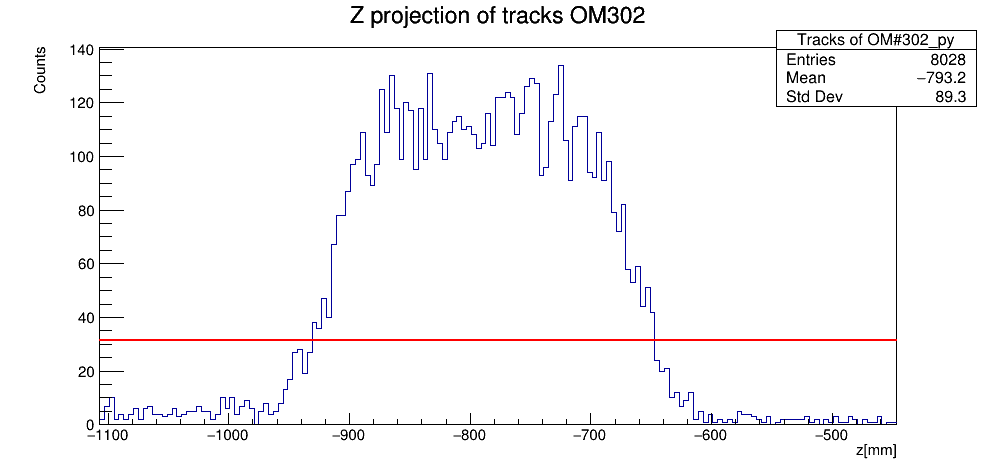 Z projection of tracks OM302
Tracks of OM#302_py
Entries 8028
Mean −793.2
Std Dev 89.3
Counts
140
120
100
80
60
40
20
0
−1100 −1000 −900 −800 −700 −600 −500
z[mm]